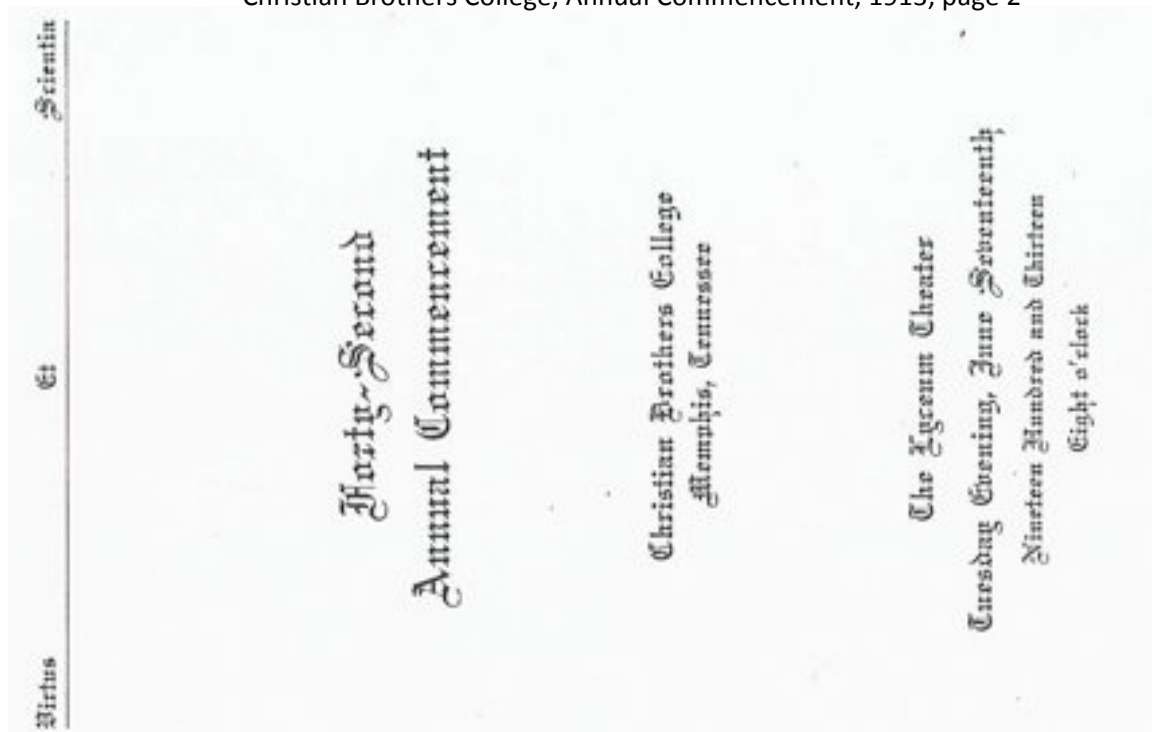 Christian Brothers College, Annual Commencement, 1913, page 2
Virtus Et Scientia
Forty-Second
Annual Commencement
Christian Brothers College
Memphis, Tennessee
The Lyceum Theater
Tuesday Evening, June Seventeenth
Nineteen Hundred and Thirteen
Eight o'clock